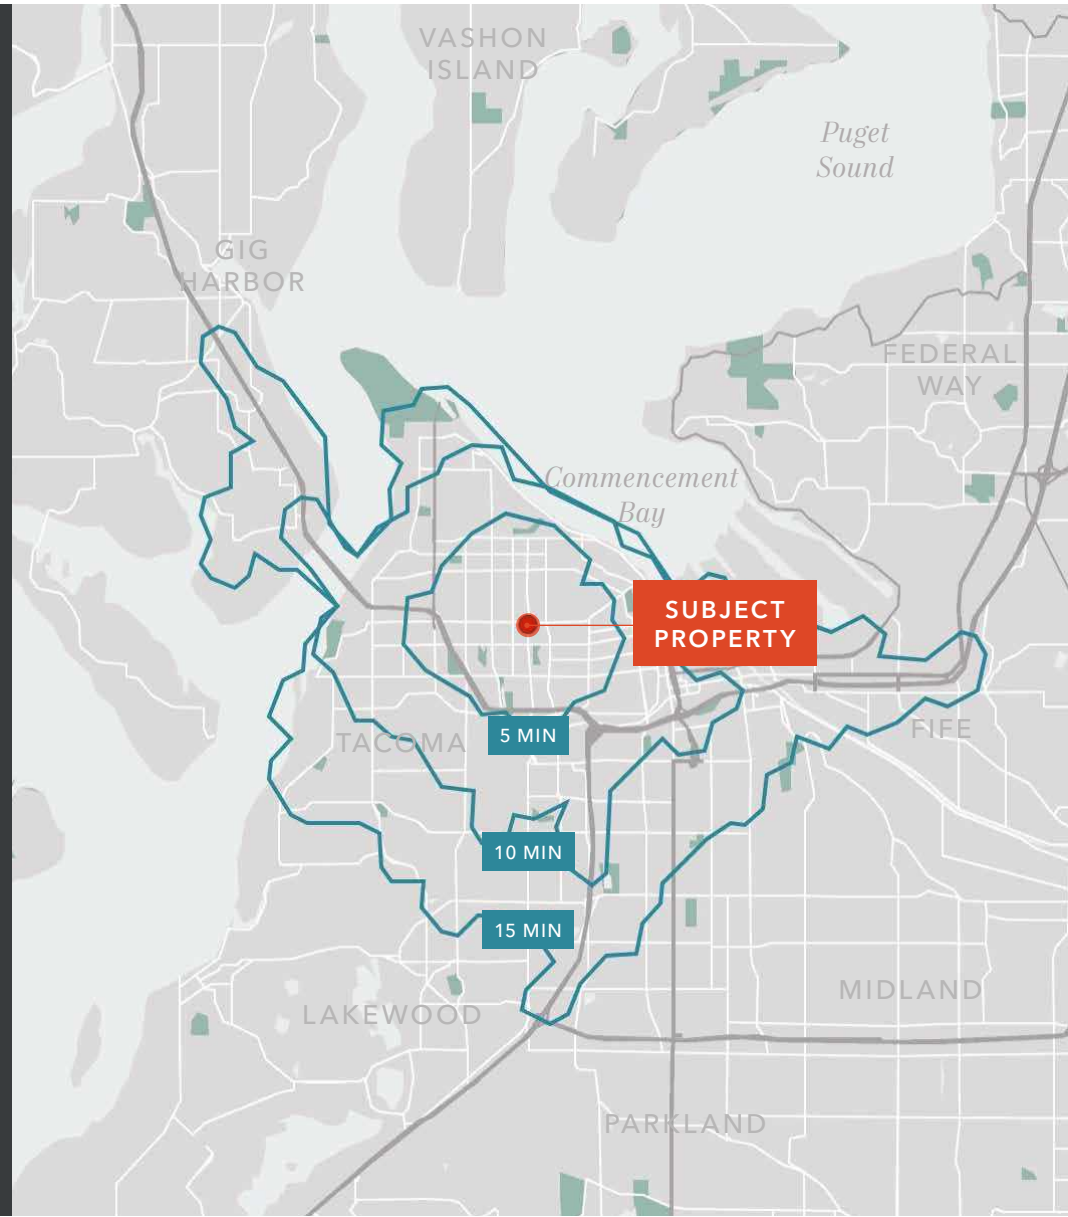 VASHON
ISLAND
Puget
Sound
GIG
HARBOR
FEDERAL
WAY
Commencement
Bay
SUBJECT
PROPERTY
FIFE
TACOMA
5 MIN
10 MIN
15 MIN
MIDLAND
LAKEWOOD
PARKLAND